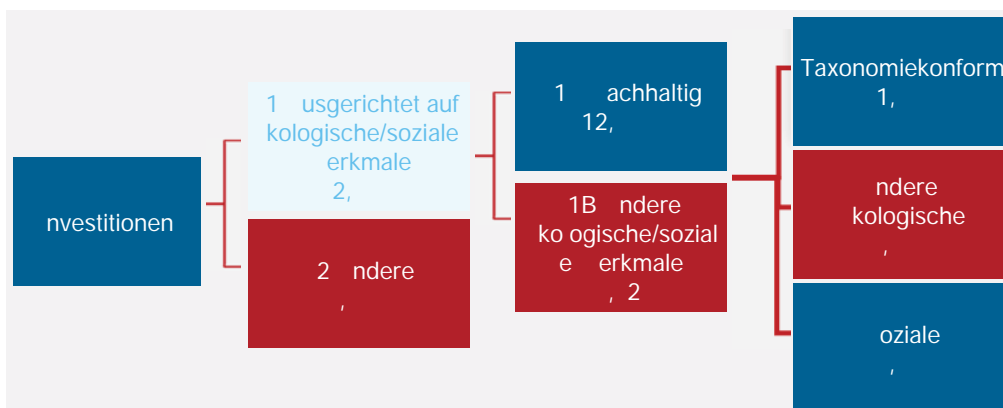 nvestitionen
1 usgerichtet auf
kologische/soziale
erkmale
2,
2 ndere
,
1 achhaltig
12,
1B ndere
ko ogische/sozial
e erkmale
, 2
Taxonomiekonform
1,
ndere
kologische
,
oziale
,